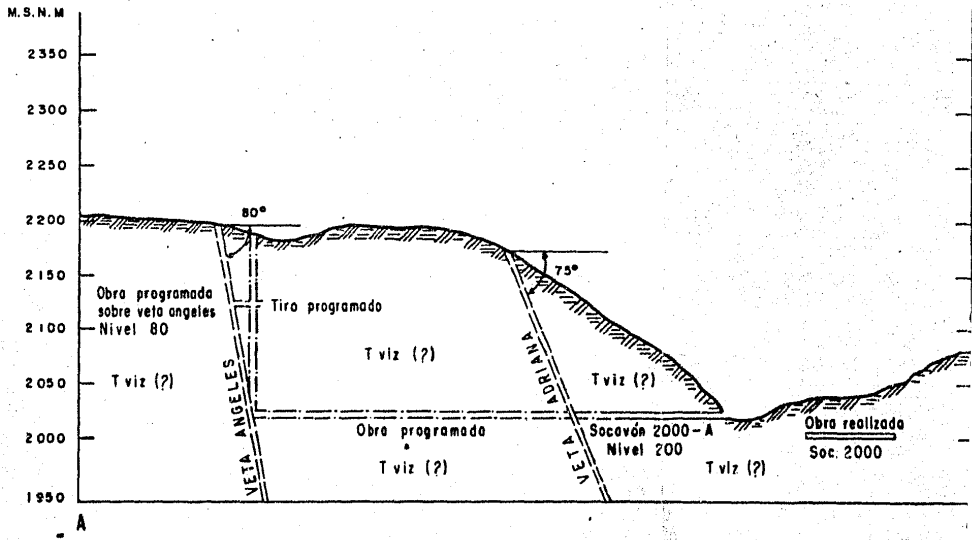 M.S.N.M
2350
2300
2250
2200
2150
2100
2050
2000
1950
80°
75°
Obra programada
sobre veta angeles
Nivel 80
Tiro programado
T viz (?)
T viz (?)
T viz (?)
VETA ANGELES
VETA ADRIANA
Obra programada
Socavón 2000-A
Nivel 200
Obra realizada
Soc. 2000
T viz (?)
T viz (?)
A